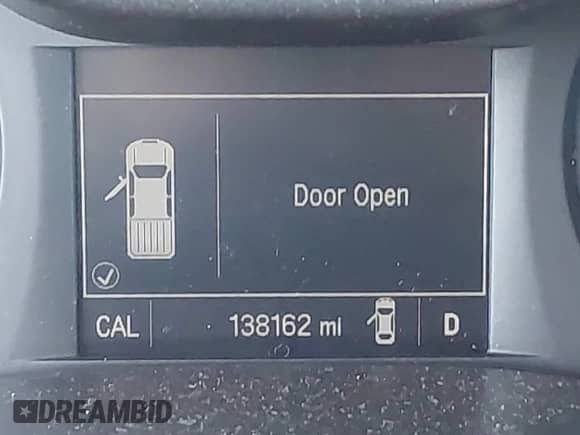 Door Open
CAL 138162 mi D
DREAMBID